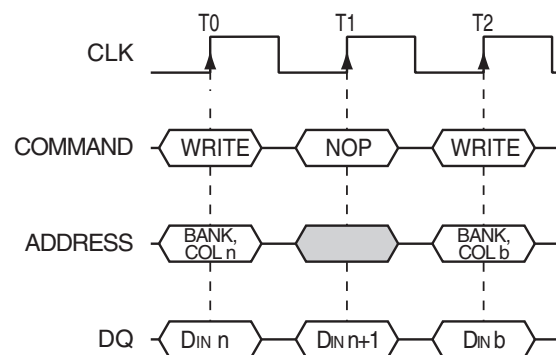 T0 T1 T2
CLK
COMMAND WRITE NOP WRITE
ADDRESS BANK, COL n BANK, COL b
DQ DIN n DIN n+1 DIN b